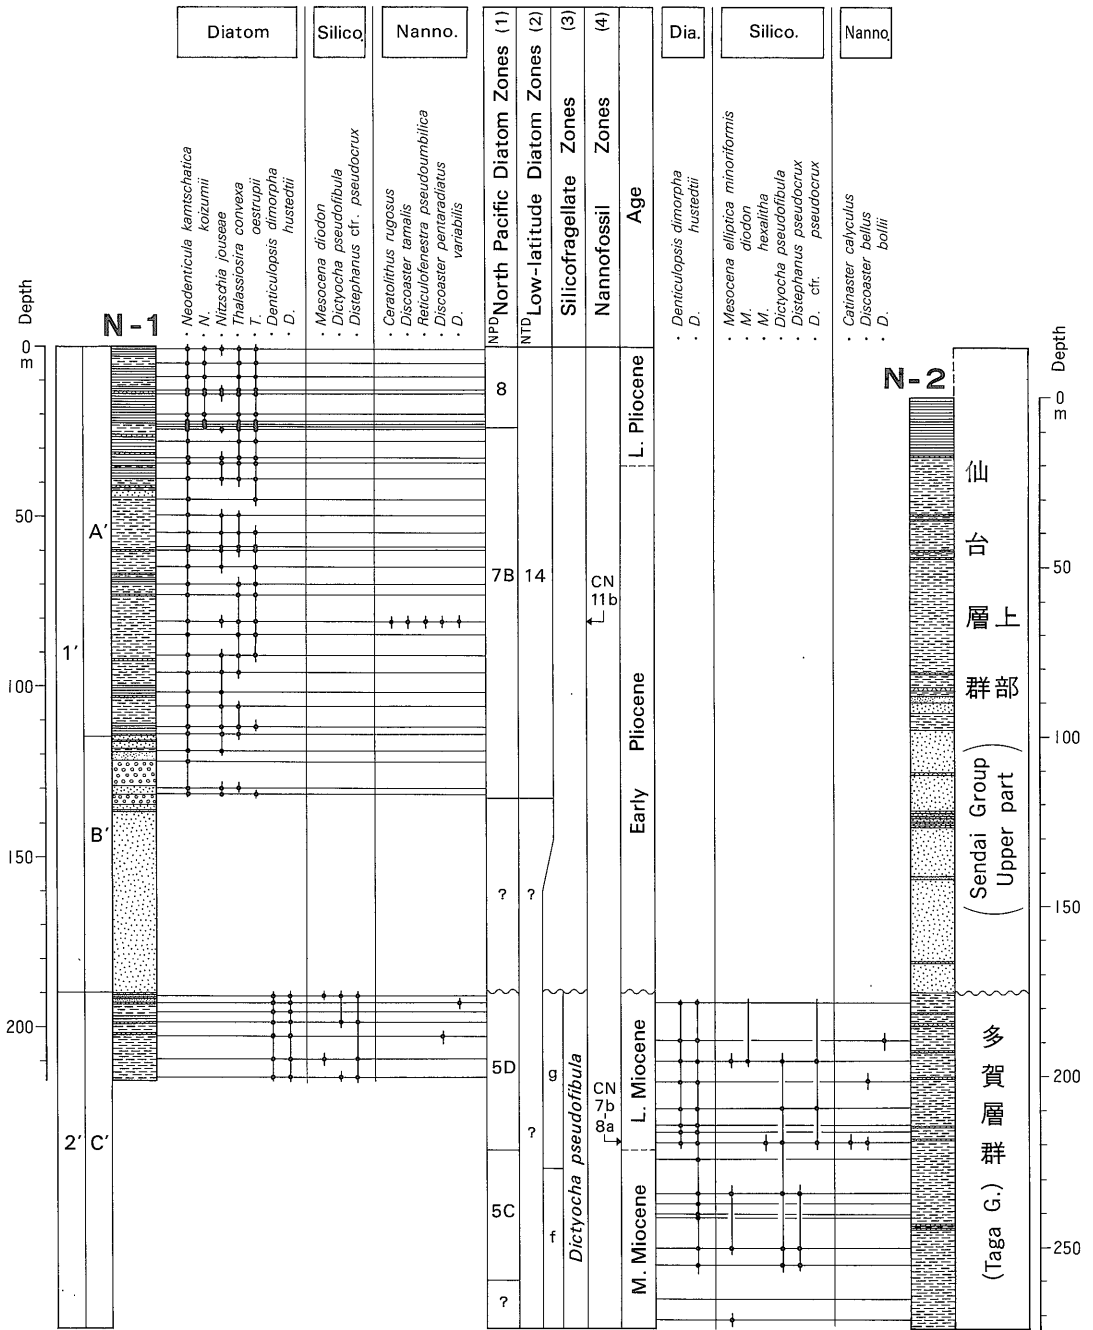 Diatom
Silico.
Nanno.
(1)
(2)
(3)
(4)
Dia.
Silico.
Nanno.
Depth
N-1
· Neodenticula kamtschatica
· N. koizumii
· Nitzschia jouseae
· Thalassiosira convexa
· T. oestrupii
· Denticulopsis dimorpha
· D. hustedtii
· Mesocena diodon
· Dictyocha pseudofibula
· Distephanus cfr. pseudocrux
· Ceratolithus rugosus
· Discoaster tamalis
· Reticulofenestra pseudoumbilica
· Discoaster pentaradiatus
· D. variabilis
NPD North Pacific Diatom Zones
NTD Low-latitude Diatom Zones
Silicofragellate Zones
Nannofossil Zones
Age
· Denticulopsis dimorpha
· D. hustedtii
· Mesocena elliptica minoriformis
· M. diodon
· M. hexalitha
· Dictyocha pseudofibula
· Distephanus pseudocrux
· D. cfr. pseudocrux
· Catinaster calyculus
· Discoaster bellus
· D. bollii
Depth
N-2
0
m
50
100
150
200
1'
2'
A'
B'
C'
8
7B
?
5D
5C
?
14
?
?
g
f
Dictyocha pseudofibula
CN
11b
CN
7b
-
8a
L. Pliocene
Early Pliocene
L. Miocene
M. Miocene
仙台層群
上部
(Sendai Group
Upper part)
多賀層群
(Taga G.)
0
m
50
100
150
200
250